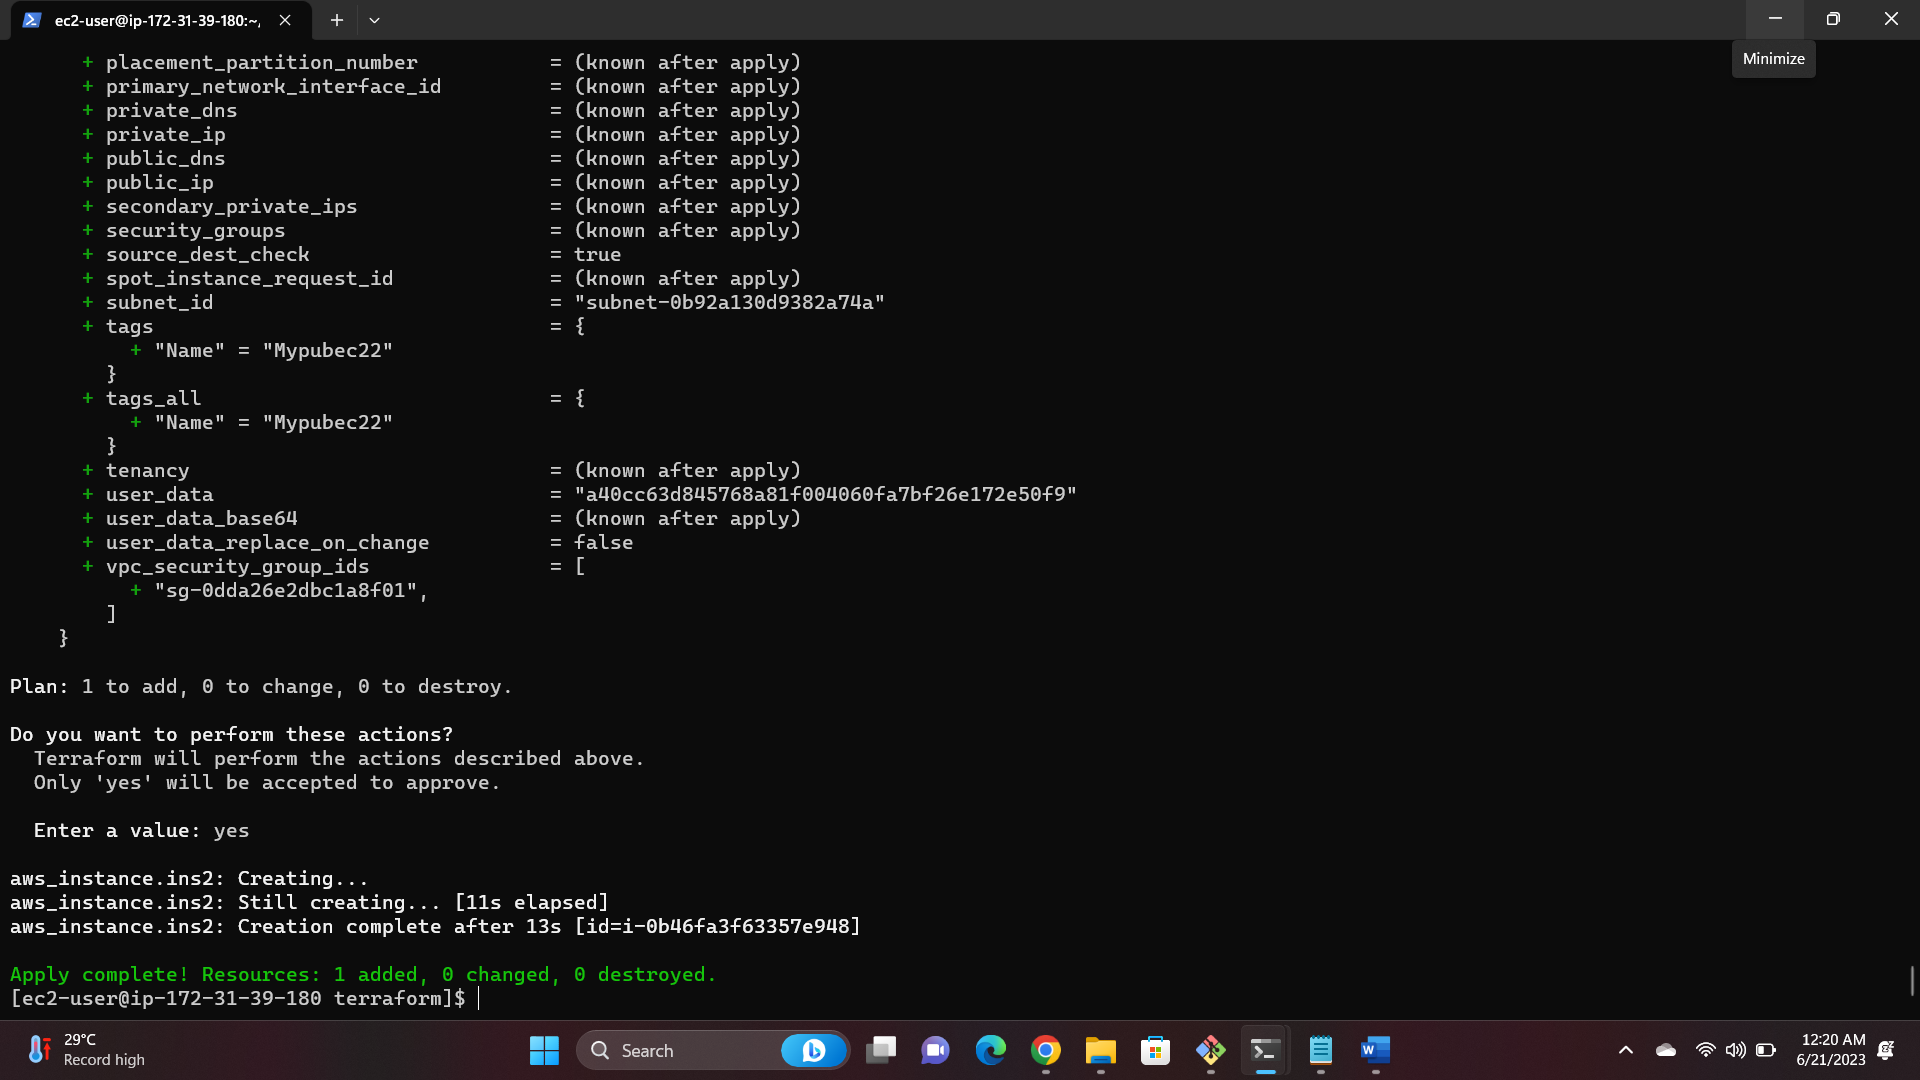 ec2-user@ip-172-31-39-180:~,
Minimize
+ placement_partition_number = (known after apply)
+ primary_network_interface_id = (known after apply)
+ private_dns = (known after apply)
+ private_ip = (known after apply)
+ public_dns = (known after apply)
+ public_ip = (known after apply)
+ secondary_private_ips = (known after apply)
+ security_groups = (known after apply)
+ source_dest_check = true
+ spot_instance_request_id = (known after apply)
+ subnet_id = "subnet-0b92a130d9382a74a"
+ tags = {
+ "Name" = "Mypubec22"
}
+ tags_all = {
+ "Name" = "Mypubec22"
}
+ tenancy = (known after apply)
+ user_data = "a40cc63d845768a81f004060fa7bf26e172e50f9"
+ user_data_base64 = (known after apply)
+ user_data_replace_on_change = false
+ vpc_security_group_ids = [
+ "sg-0dda26e2dbc1a8f01",
]
}
Plan: 1 to add, 0 to change, 0 to destroy.
Do you want to perform these actions?
Terraform will perform the actions described above.
Only 'yes' will be accepted to approve.
Enter a value: yes
aws_instance.ins2: Creating...
aws_instance.ins2: Still creating... [11s elapsed]
aws_instance.ins2: Creation complete after 13s [id=i-0b46fa3f63357e948]
Apply complete! Resources: 1 added, 0 changed, 0 destroyed.
[ec2-user@ip-172-31-39-180 terraform]$
29°C
Record high
Search
12:20 AM
6/21/2023